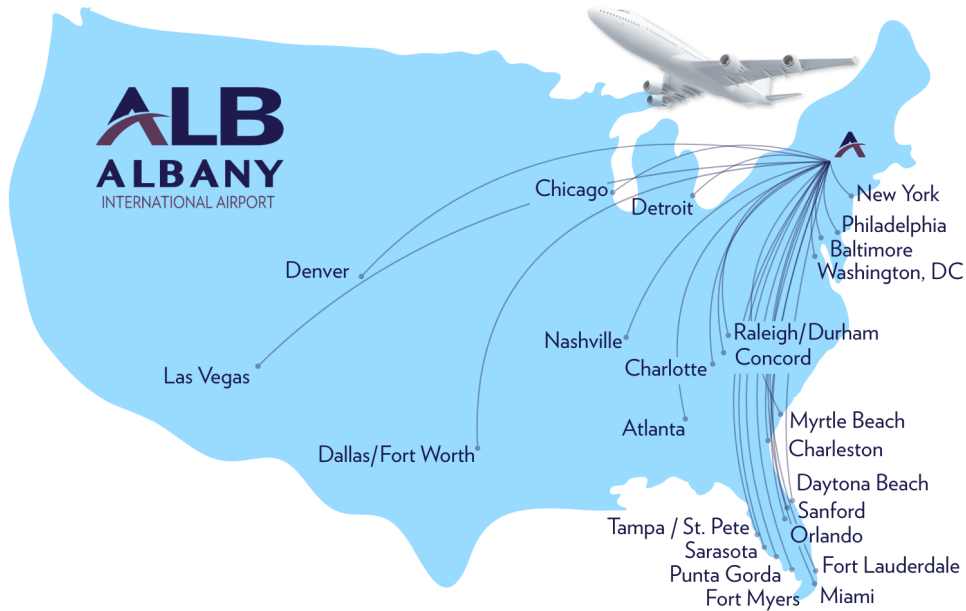 ALB
ALBANY
INTERNATIONAL AIRPORT
Chicago
Detroit
New York
Philadelphia
Baltimore
Washington, DC
Denver
Nashville
Raleigh/Durham
Concord
Charlotte
Las Vegas
Atlanta
Myrtle Beach
Charleston
Dallas/Fort Worth
Daytona Beach
Sanford
Orlando
Tampa / St. Pete
Sarasota
Punta Gorda
Fort Myers
Fort Lauderdale
Miami